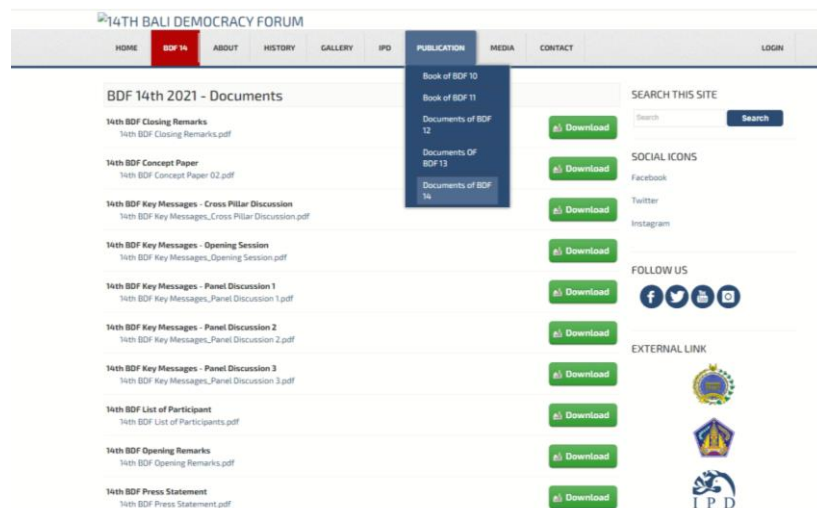 14TH BALI DEMOCRACY FORUM
HOME BDF 14 ABOUT HISTORY GALLERY IPD PUBLICATION MEDIA CONTACT LOGIN
Book of BDF 10
Book of BDF 11
Documents of BDF
12
Documents OF
BDF 13
Documents of BDF
14
BDF 14th 2021 - Documents
14th BDF Closing Remarks
14th BDF Closing Remarks.pdf
Download
14th BDF Concept Paper
14th BDF Concept Paper 02.pdf
Download
14th BDF Key Messages - Cross Pillar Discussion
14th BDF Key Messages_Cross Pillar Discussion.pdf
Download
14th BDF Key Messages - Opening Session
14th BDF Key Messages_Opening Session.pdf
Download
14th BDF Key Messages - Panel Discussion 1
14th BDF Key Messages_Panel Discussion 1.pdf
Download
14th BDF Key Messages - Panel Discussion 2
14th BDF Key Messages_Panel Discussion 2.pdf
Download
14th BDF Key Messages - Panel Discussion 3
14th BDF Key Messages_Panel Discussion 3.pdf
Download
14th BDF List of Participant
14th BDF List of Participants.pdf
Download
14th BDF Opening Remarks
14th BDF Opening Remarks.pdf
Download
14th BDF Press Statement
14th BDF Press Statement.pdf
Download
SEARCH THIS SITE
Search Search
SOCIAL ICONS
Facebook
Twitter
Instagram
FOLLOW US
EXTERNAL LINK
IPD